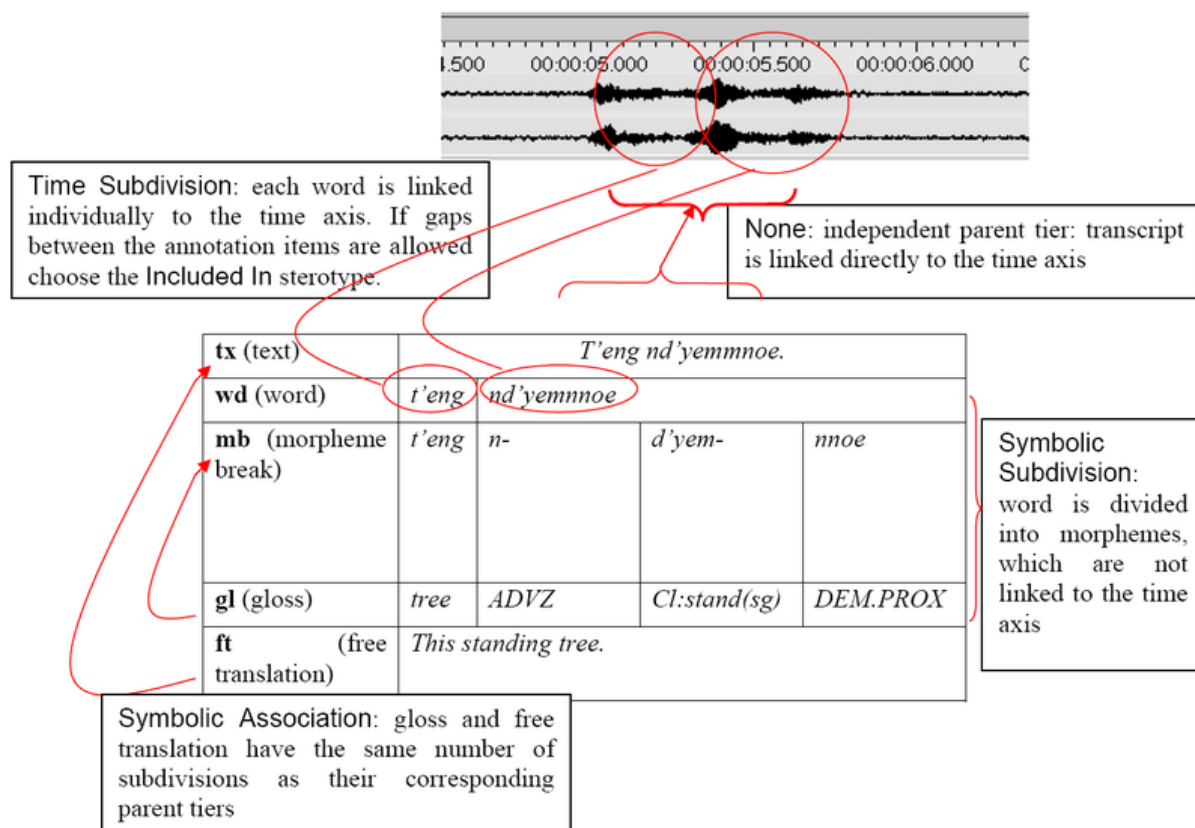 4.500 00:00:05.000 00:00:05.500 00:00:06.000 0
Time Subdivision: each word is linked
individually to the time axis. If gaps
between the annotation items are allowed
choose the Included In sterotype.
None: independent parent tier: transcript
is linked directly to the time axis
tx (text) T’eng nd’yemmnoe.
wd (word) t’eng nd’yemnnoe
mb (morpheme t’eng n- d’yem- nnoe
break)
gl (gloss) tree ADVZ Cl:stand(sg) DEM.PROX
ft (free This standing tree.
translation)
Symbolic
Subdivision:
word is divided
into morphemes,
which are not
linked to the time
axis
Symbolic Association: gloss and free
translation have the same number of
subdivisions as their corresponding
parent tiers